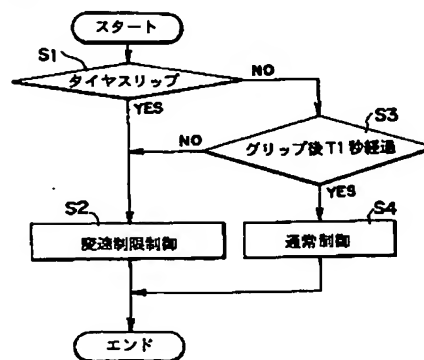 スタート
S1
タイヤスリップ
NO
YES
S3
NO
グリップ後T1秒経過
YES
S2
変速制限制御
S4
通常制御
エンド